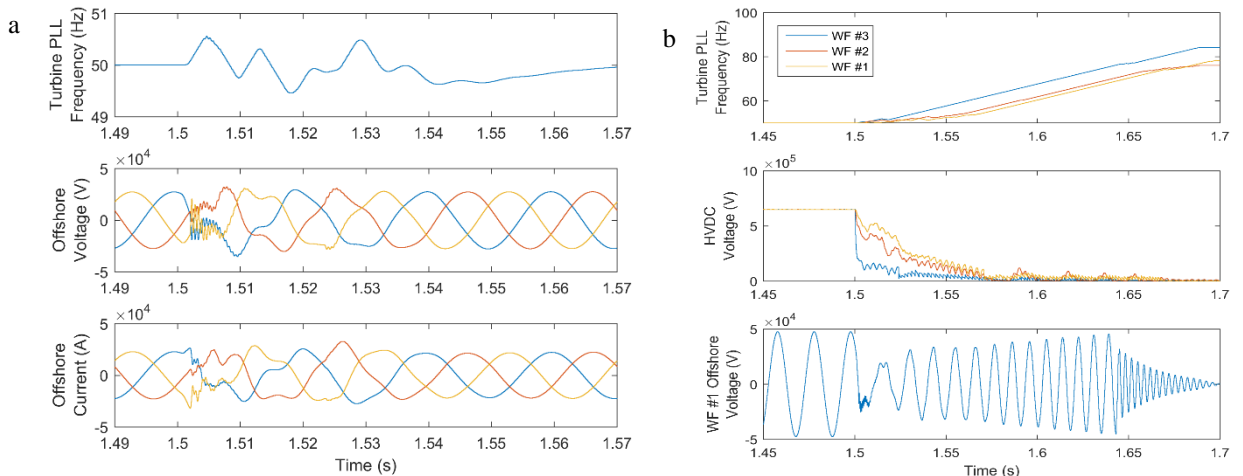 a
Turbine PLL
Frequency (Hz)
51
50
49
1.49 1.5 1.51 1.52 1.53 1.54 1.55 1.56 1.57
×10⁴
Offshore
Voltage (V)
5
0
-5
1.49 1.5 1.51 1.52 1.53 1.54 1.55 1.56 1.57
×10⁴
Offshore
Current (A)
5
0
-5
1.49 1.5 1.51 1.52 1.53 1.54 1.55 1.56 1.57
Time (s)
b
Turbine PLL
Frequency (Hz)
100
80
60
WF #3
WF #2
WF #1
1.45 1.5 1.55 1.6 1.65 1.7
×10⁵
HVDC
Voltage (V)
10
5
0
1.45 1.5 1.55 1.6 1.65 1.7
×10⁴
WF #1 Offshore
Voltage (V)
5
0
-5
1.45 1.5 1.55 1.6 1.65 1.7
Time (s)